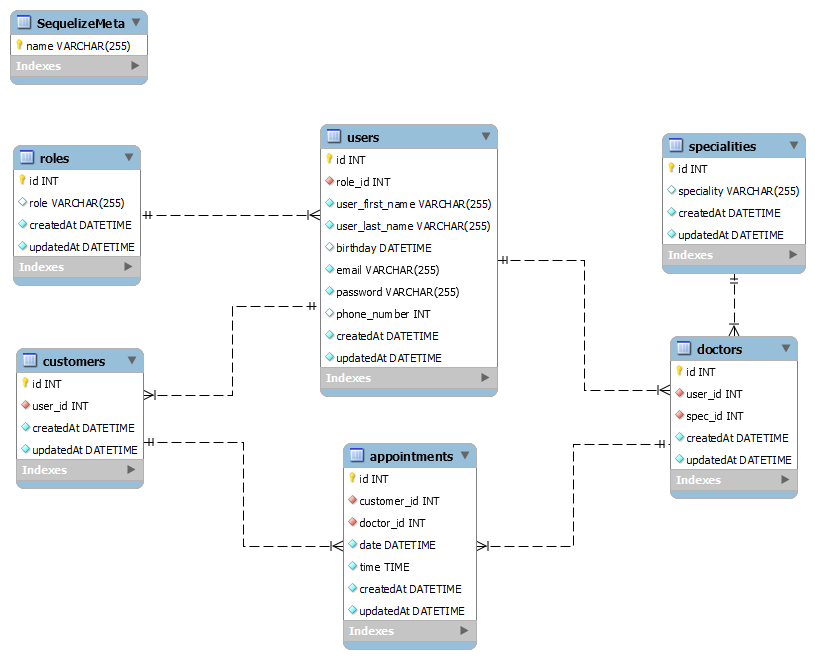 SequelizeMeta
name VARCHAR(255)
Indexes
roles
id INT
role VARCHAR(255)
createdAt DATETIME
updatedAt DATETIME
Indexes
users
id INT
role_id INT
user_first_name VARCHAR(255)
user_last_name VARCHAR(255)
birthday DATETIME
email VARCHAR(255)
password VARCHAR(255)
phone_number INT
createdAt DATETIME
updatedAt DATETIME
Indexes
specialities
id INT
speciality VARCHAR(255)
createdAt DATETIME
updatedAt DATETIME
Indexes
customers
id INT
user_id INT
createdAt DATETIME
updatedAt DATETIME
Indexes
doctors
id INT
user_id INT
spec_id INT
createdAt DATETIME
updatedAt DATETIME
Indexes
appointments
id INT
customer_id INT
doctor_id INT
date DATETIME
time TIME
createdAt DATETIME
updatedAt DATETIME
Indexes